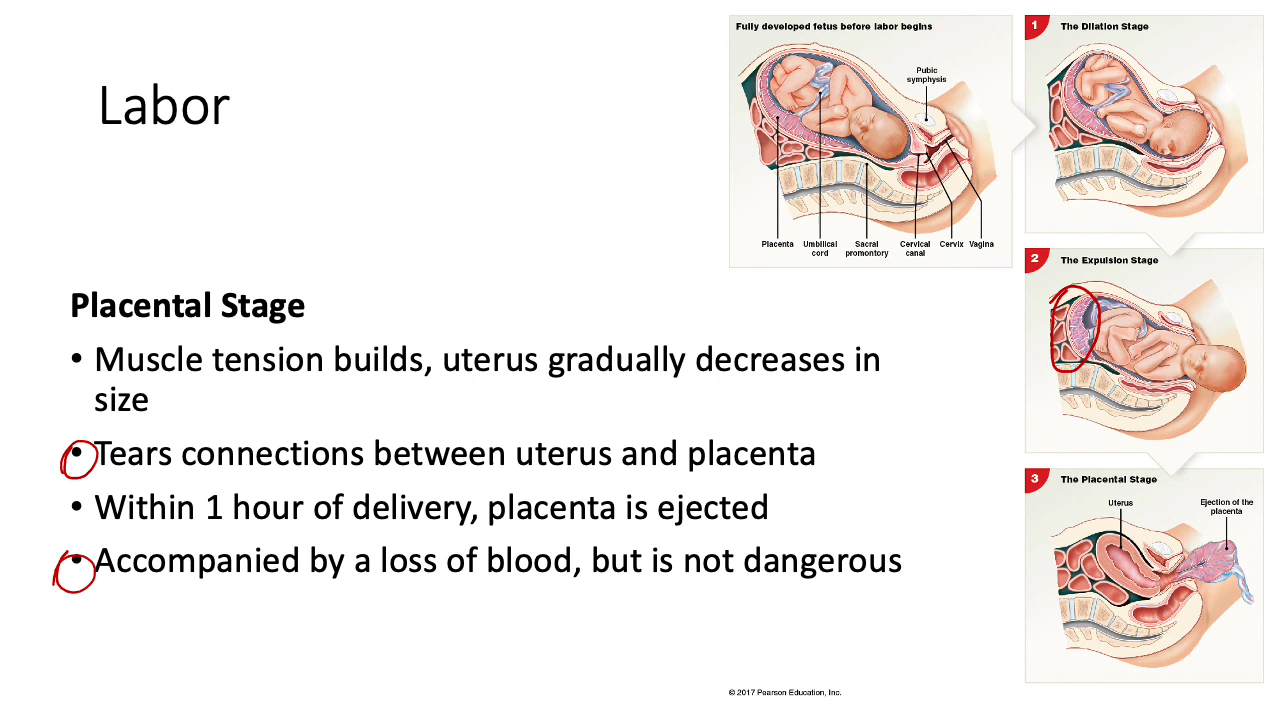 Labor
Placental Stage
• Muscle tension builds, uterus gradually decreases in
size
• Tears connections between uterus and placenta
• Within 1 hour of delivery, placenta is ejected
• Accompanied by a loss of blood, but is not dangerous
Fully developed fetus before labor begins
Pubic
symphysis
Placenta
Umbilical
cord
Sacral
promontory
Cervical
canal
Cervix
Vagina
1 The Dilation Stage
2 The Expulsion Stage
3 The Placental Stage
Uterus
Ejection of the
placenta
© 2017 Pearson Education, Inc.